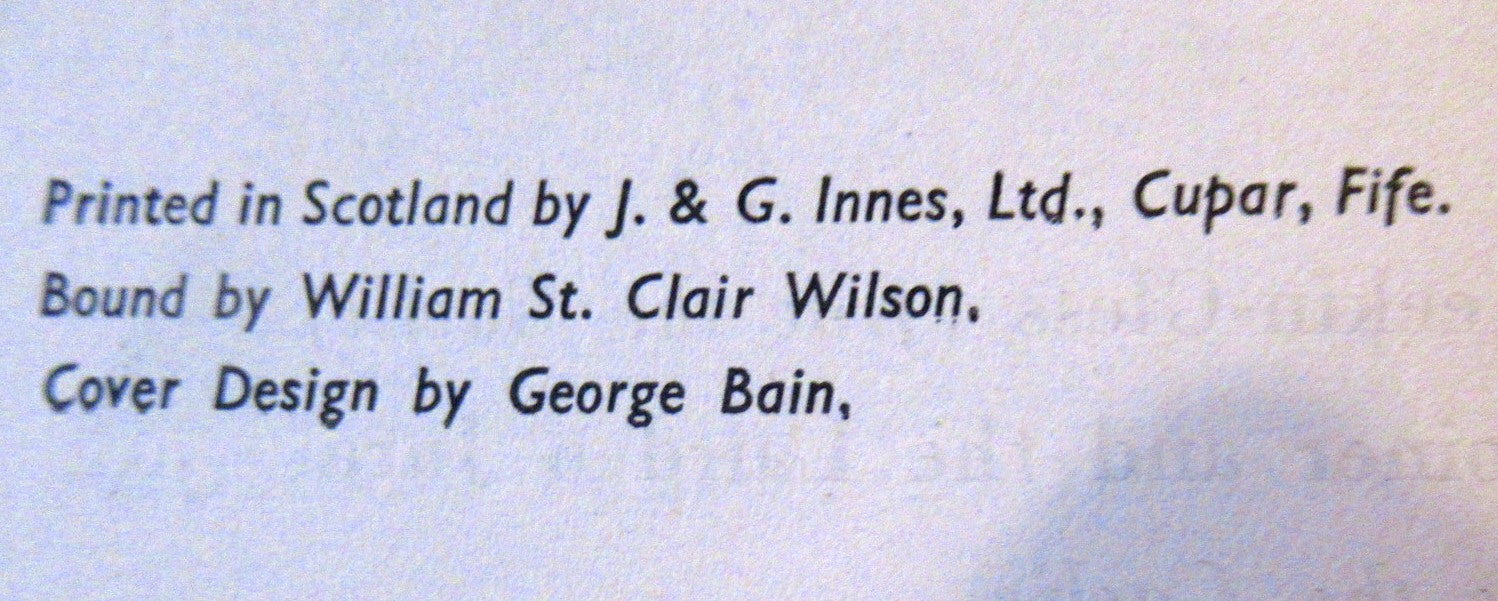 Printed in Scotland by J. & G. Innes, Ltd., Cupar, Fife.
Bound by William St. Clair Wilson,
Cover Design by George Bain,